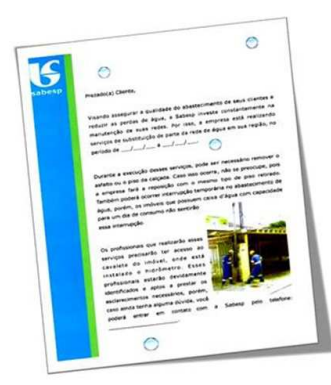 sabesp
Prezado(a) Cliente,
Visando assegurar a qualidade do abastecimento de seus clientes e
reduzir as perdas de água, a Sabesp investe constantemente na
manutenção de suas redes. Por isso, a empresa está realizando
serviços de substituição de parte da rede de água em sua região, no
período de ___/___/___ a ___/___/___.
Durante a execução desses serviços, pode ser necessário remover o
asfalto ou o piso da calçada. Caso isso ocorra, não se preocupe, pois
a empresa fará a reposição com o mesmo tipo de piso retirado.
Também poderá ocorrer interrupção temporária no abastecimento de
água, porém, os imóveis que possuem caixa d'água com capacidade
para um dia de consumo não sentirão
essa interrupção.
Os profissionais que realizarão esses
serviços precisarão ter acesso ao
cavalete do imóvel, onde está
instalado o hidrômetro. Esses
profissionais estarão devidamente
identificados e aptos a prestar os
esclarecimentos necessários, porém,
caso ainda tenha alguma dúvida, você
poderá entrar em contato com a Sabesp pelo telefone: